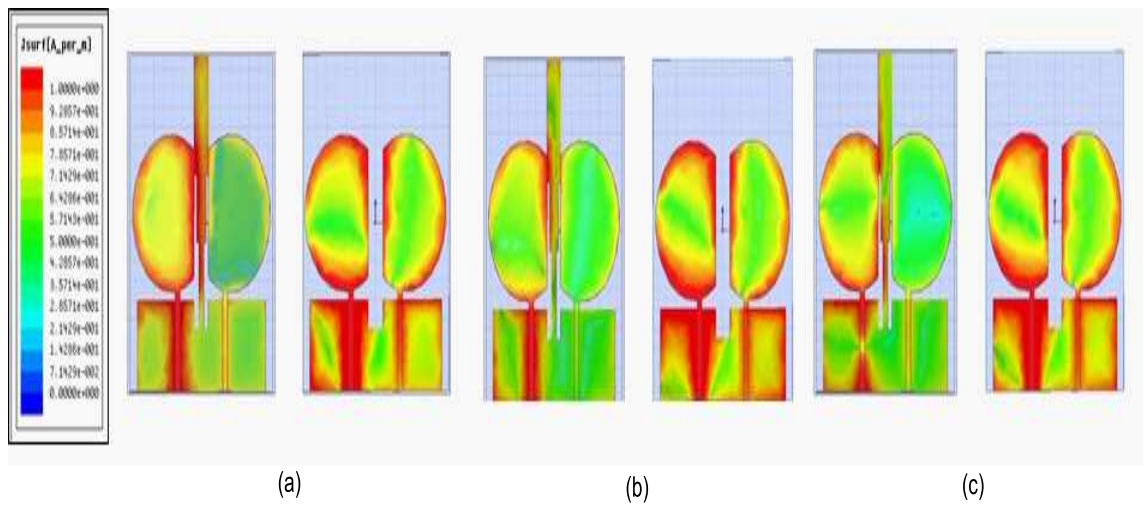 Jsurf[A_per_m]
1.0000e+000
9.2857e-001
8.5714e-001
7.8571e-001
7.1429e-001
6.4286e-001
5.7143e-001
5.0000e-001
4.2857e-001
3.5714e-001
2.8571e-001
2.1429e-001
1.4286e-001
7.1429e-002
0.0000e+000
(a)
(b)
(c)